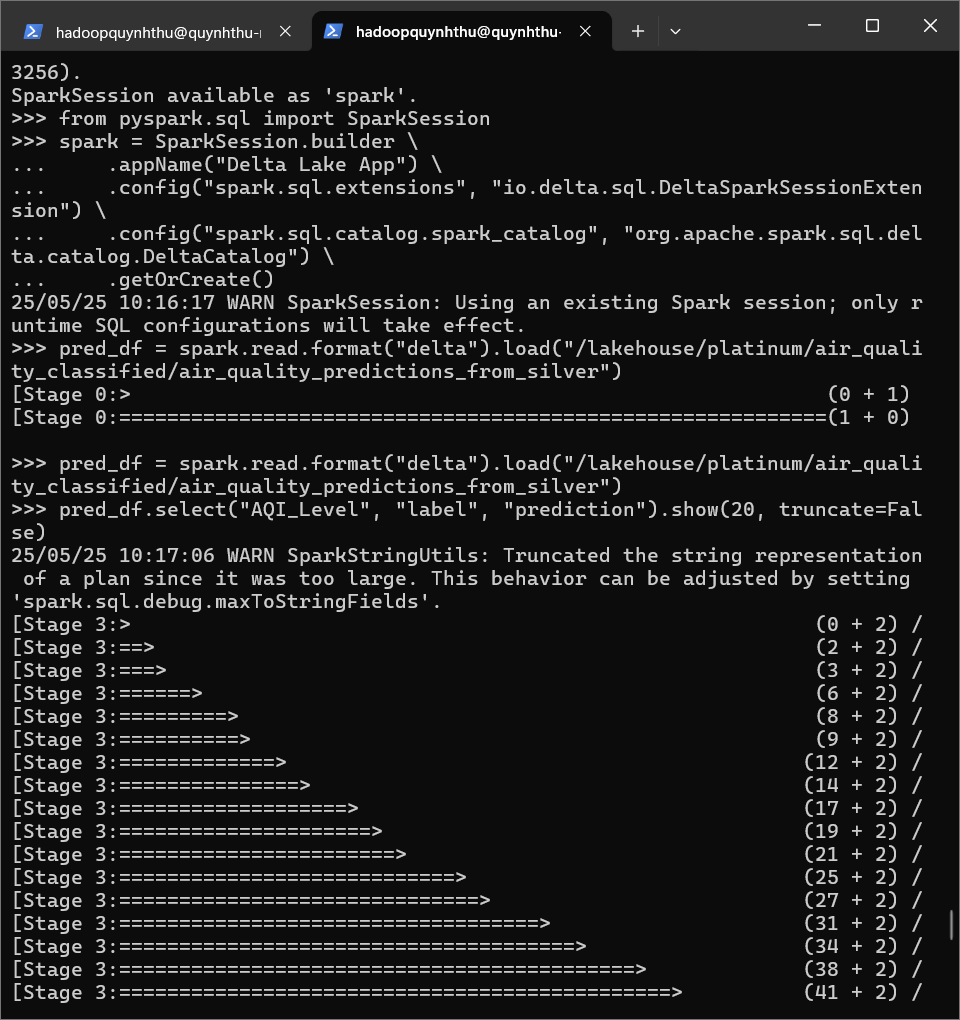 hadoopquynhthu@quynhthu-
hadoopquynhthu@quynhthu-
3256).
SparkSession available as 'spark'.
>>> from pyspark.sql import SparkSession
>>> spark = SparkSession.builder \
...     .appName("Delta Lake App") \
...     .config("spark.sql.extensions", "io.delta.sql.DeltaSparkSessionExten
sion") \
...     .config("spark.sql.catalog.spark_catalog", "org.apache.spark.sql.del
ta.catalog.DeltaCatalog") \
...     .getOrCreate()
25/05/25 10:16:17 WARN SparkSession: Using an existing Spark session; only r
untime SQL configurations will take effect.
>>> pred_df = spark.read.format("delta").load("/lakehouse/platinum/air_quali
ty_classified/air_quality_predictions_from_silver")
[Stage 0:>                                                          (0 + 1)
[Stage 0:===========================================================(1 + 0)
>>> pred_df = spark.read.format("delta").load("/lakehouse/platinum/air_quali
ty_classified/air_quality_predictions_from_silver")
>>> pred_df.select("AQI_Level", "label", "prediction").show(20, truncate=Fal
se)
25/05/25 10:17:06 WARN SparkStringUtils: Truncated the string representation
 of a plan since it was too large. This behavior can be adjusted by setting
'spark.sql.debug.maxToStringFields'.
[Stage 3:>                                                         (0 + 2) /
[Stage 3:==>                                                       (2 + 2) /
[Stage 3:===>                                                      (3 + 2) /
[Stage 3:======>                                                   (6 + 2) /
[Stage 3:=========>                                                (8 + 2) /
[Stage 3:==========>                                               (9 + 2) /
[Stage 3:=============>                                           (12 + 2) /
[Stage 3:===============>                                         (14 + 2) /
[Stage 3:===================>                                     (17 + 2) /
[Stage 3:=====================>                                   (19 + 2) /
[Stage 3:=======================>                                 (21 + 2) /
[Stage 3:============================>                            (25 + 2) /
[Stage 3:==============================>                          (27 + 2) /
[Stage 3:===================================>                     (31 + 2) /
[Stage 3:======================================>                  (34 + 2) /
[Stage 3:===========================================>             (38 + 2) /
[Stage 3:==============================================>          (41 + 2) /